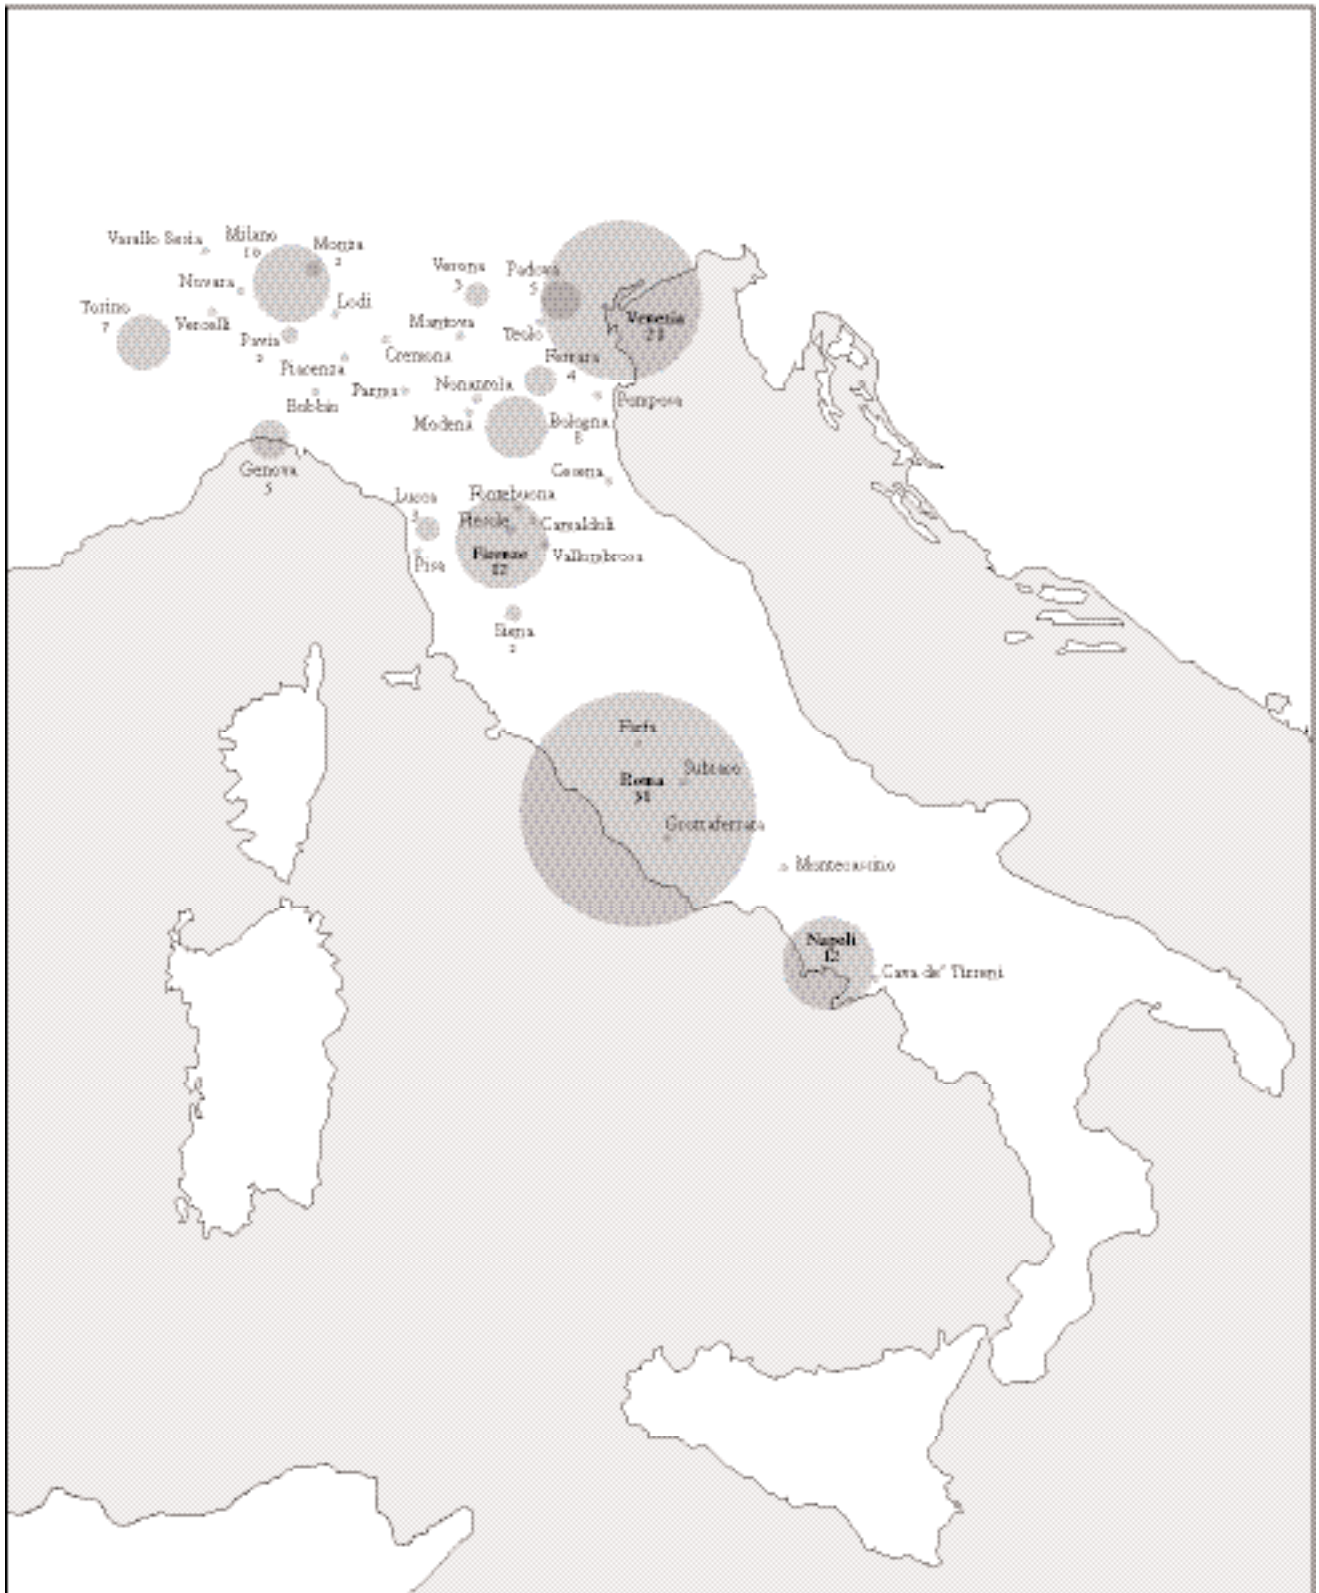 Varallo Sesia
Milano
10
Monza
2
Novara
Torino
7
Vercelli
Lodi
Pavia
2
Piacenza
Bobbio
Cremona
Parma
Verona
3
Padova
5
Mantova
Teolo
Venezia
Ferrara
4
Nonantola
Modena
Bologna
8
Pomposa
Genova
5
Cesena
Lucca
3
Fontebuona
Fiesole
Camaldoli
Firenze
12
Vallombrosa
Pisa
Siena
2
Farfa
Roma
31
Subiaco
Grottaferrata
Montecassino
Napoli
12
Cava de' Tirreni